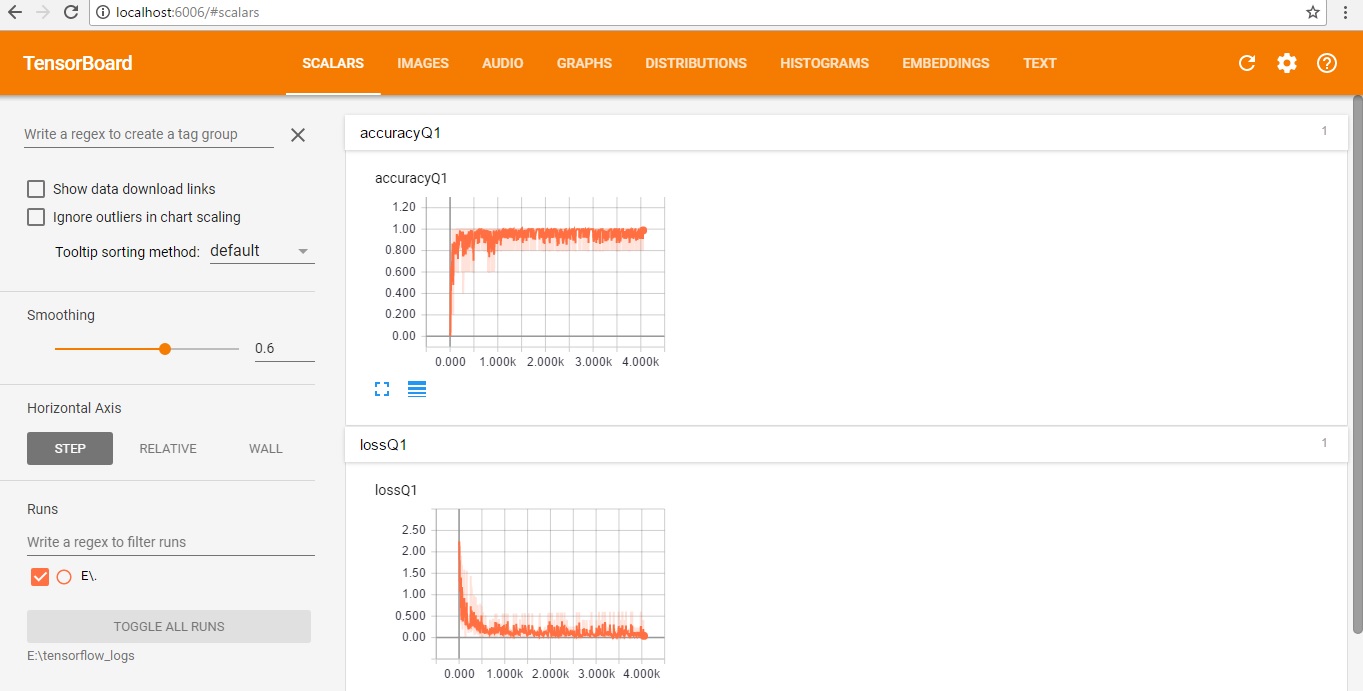 localhost:6006/#scalars
TensorBoard SCALARS IMAGES AUDIO GRAPHS DISTRIBUTIONS HISTOGRAMS EMBEDDINGS TEXT
Write a regex to create a tag group
Show data download links
Ignore outliers in chart scaling
Tooltip sorting method: default
Smoothing
0.6
Horizontal Axis
STEP RELATIVE WALL
Runs
Write a regex to filter runs
E\.
TOGGLE ALL RUNS
E:\tensorflow_logs
accuracyQ1 1
accuracyQ1
1.20
1.00
0.800
0.600
0.400
0.200
0.00
0.000 1.000k 2.000k 3.000k 4.000k
lossQ1 1
lossQ1
2.50
2.00
1.50
1.00
0.500
0.00
0.000 1.000k 2.000k 3.000k 4.000k